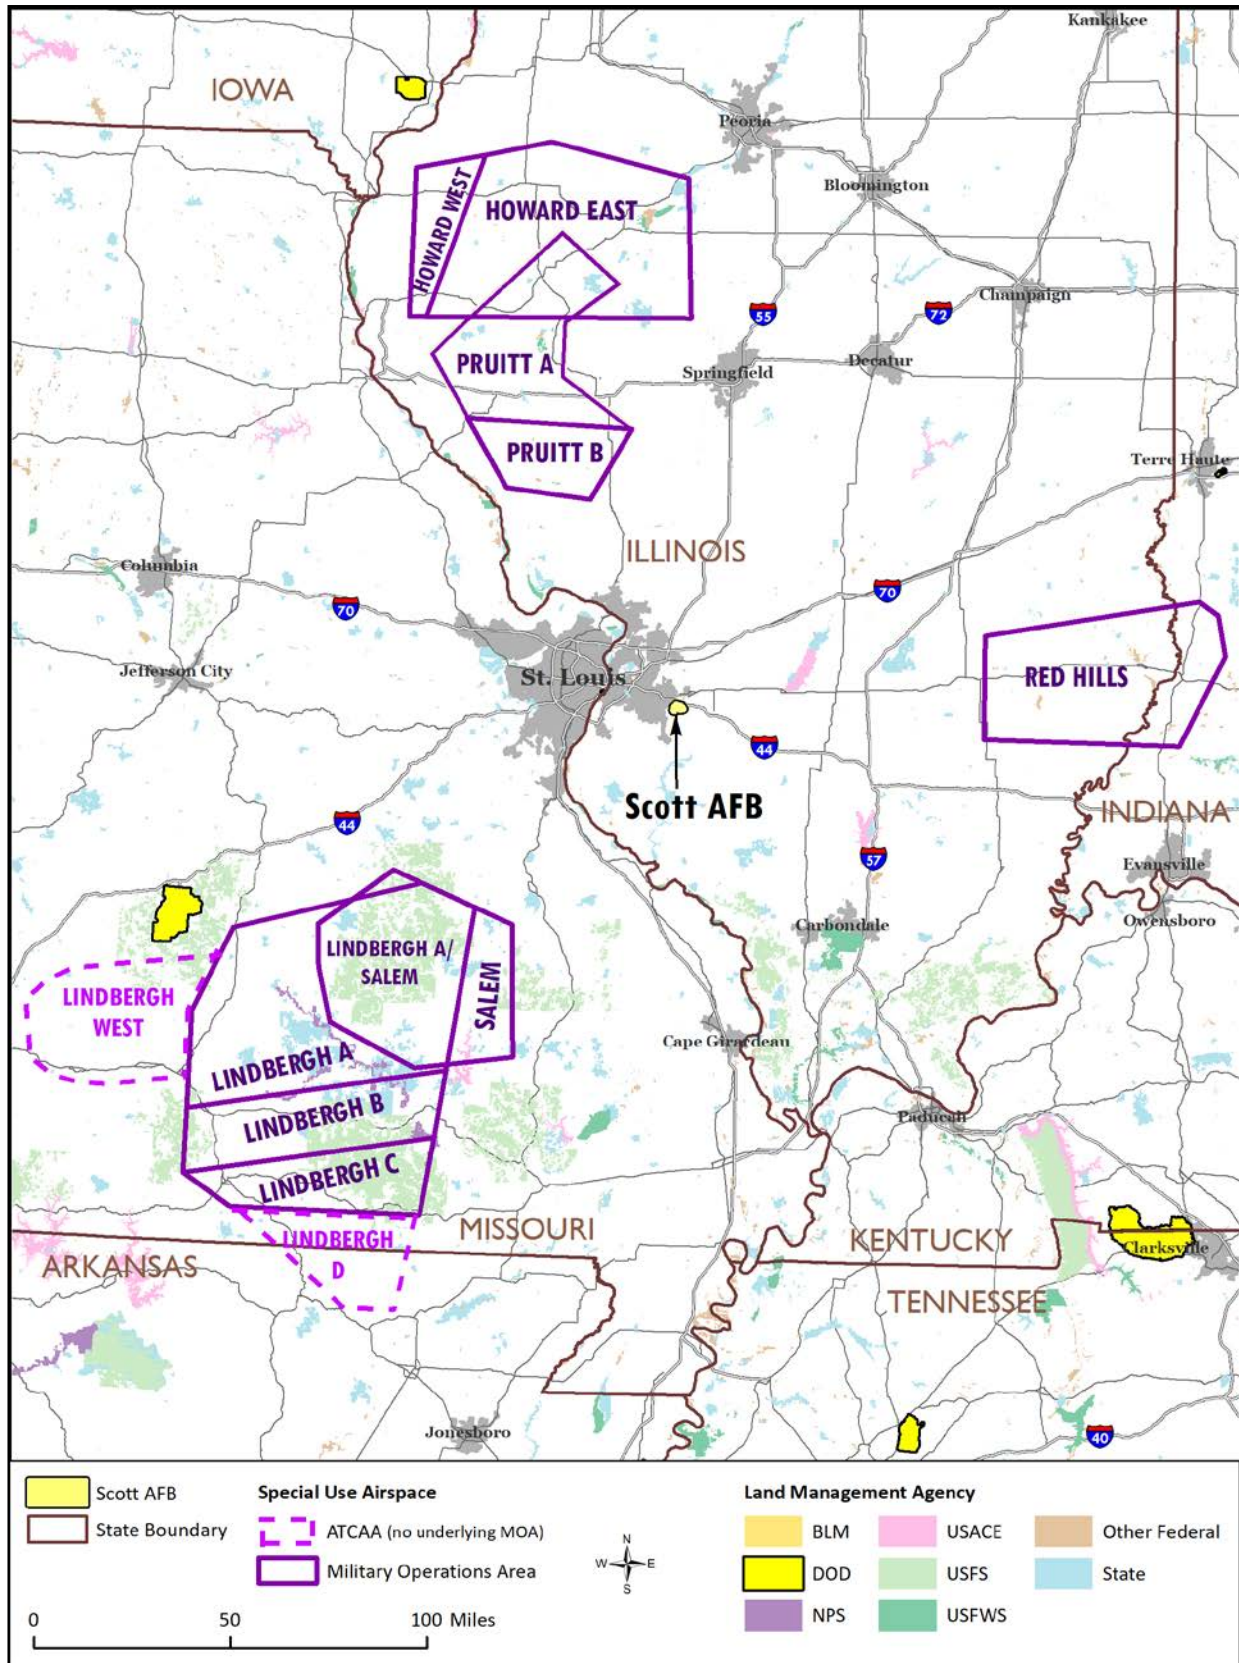 Kankakee
IOWA
Peoria
Bloomington
HOWARD WEST
HOWARD EAST
Champaign
55
72
PRUITT A
Springfield
Decatur
PRUITT B
Terre Haute
ILLINOIS
Columbia
70
70
Jefferson City
St. Louis
RED HILLS
44
Scott AFB
INDIANA
44
57
Evansville
Owensboro
Carbondale
LINDBERGH A/
SALEM
SALEM
LINDBERGH
WEST
Cape Girardeau
LINDBERGH A
LINDBERGH B
Paducah
LINDBERGH C
MISSOURI
KENTUCKY
LINDBERGH
D
Clarksville
ARKANSAS
TENNESSEE
Jonesboro
40
Scott AFB
State Boundary
Special Use Airspace
ATCAA (no underlying MOA)
Military Operations Area
N
W E
S
Land Management Agency
BLM
USACE
Other Federal
DOD
USFS
State
NPS
USFWS
0 50 100 Miles